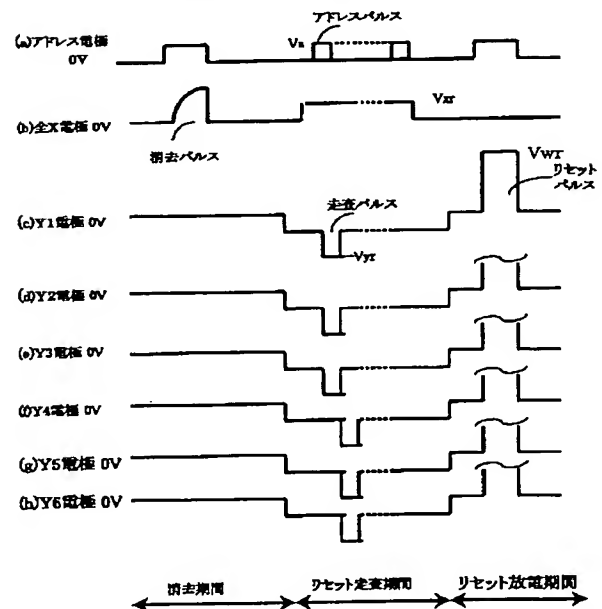 アドレスパルス
(a)アドレス電極
0V
Va
(b)全X電極 0V
Vxr
消去パルス
Vwr
リセット
パルス
走査パルス
(c)Y1電極 0V
-Vyr
(d)Y2電極 0V
(e)Y3電極 0V
(f)Y4電極 0V
(g)Y5電極 0V
(h)Y6電極 0V
消去期間
リセット走査期間
リセット放電期間